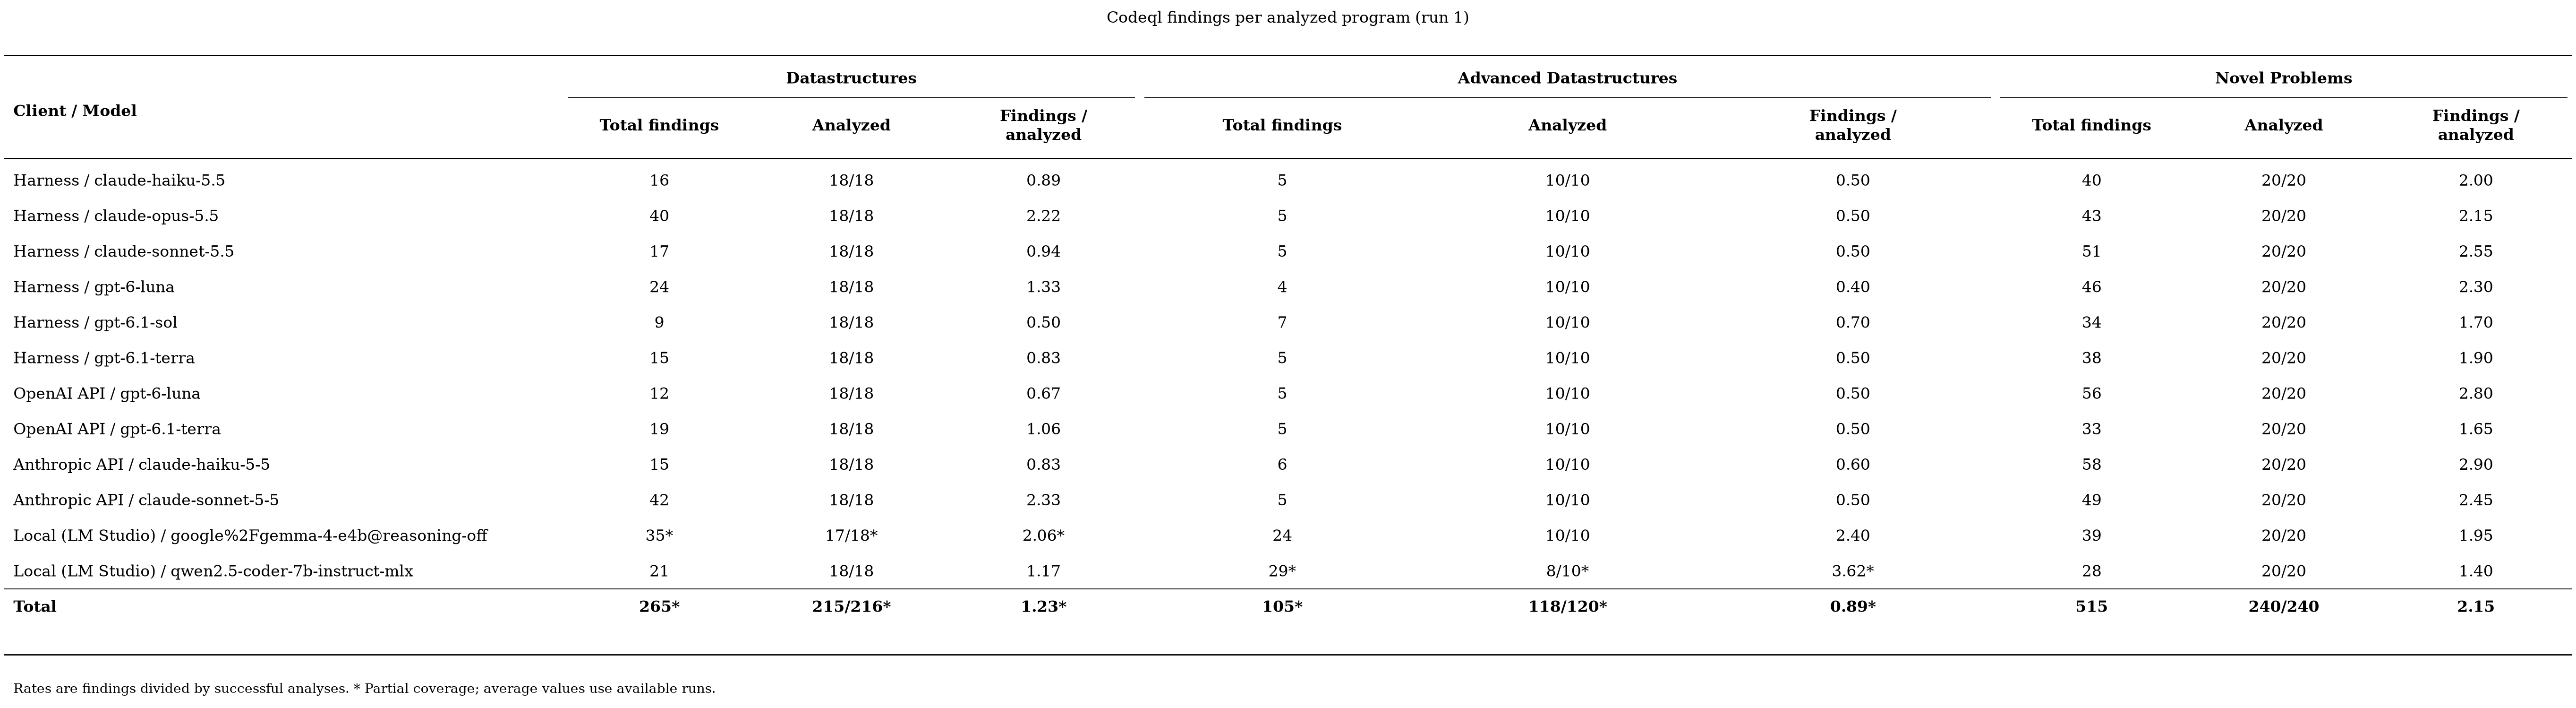 Codeql findings per analyzed program (run 1)
Datastructures Advanced Datastructures Novel Problems
Client / Model
Total findings Analyzed Findings / analyzed Total findings Analyzed Findings / analyzed Total findings Analyzed Findings / analyzed
Harness / claude-haiku-5.5 16 18/18 0.89 5 10/10 0.50 40 20/20 2.00
Harness / claude-opus-5.5 40 18/18 2.22 5 10/10 0.50 43 20/20 2.15
Harness / claude-sonnet-5.5 17 18/18 0.94 5 10/10 0.50 51 20/20 2.55
Harness / gpt-6-luna 24 18/18 1.33 4 10/10 0.40 46 20/20 2.30
Harness / gpt-6.1-sol 9 18/18 0.50 7 10/10 0.70 34 20/20 1.70
Harness / gpt-6.1-terra 15 18/18 0.83 5 10/10 0.50 38 20/20 1.90
OpenAI API / gpt-6-luna 12 18/18 0.67 5 10/10 0.50 56 20/20 2.80
OpenAI API / gpt-6.1-terra 19 18/18 1.06 5 10/10 0.50 33 20/20 1.65
Anthropic API / claude-haiku-5-5 15 18/18 0.83 6 10/10 0.60 58 20/20 2.90
Anthropic API / claude-sonnet-5-5 42 18/18 2.33 5 10/10 0.50 49 20/20 2.45
Local (LM Studio) / google%2Fgemma-4-e4b@reasoning-off 35* 17/18* 2.06* 24 10/10 2.40 39 20/20 1.95
Local (LM Studio) / qwen2.5-coder-7b-instruct-mlx 21 18/18 1.17 29* 8/10* 3.62* 28 20/20 1.40
Total 265* 215/216* 1.23* 105* 118/120* 0.89* 515 240/240 2.15
Rates are findings divided by successful analyses. * Partial coverage; average values use available runs.